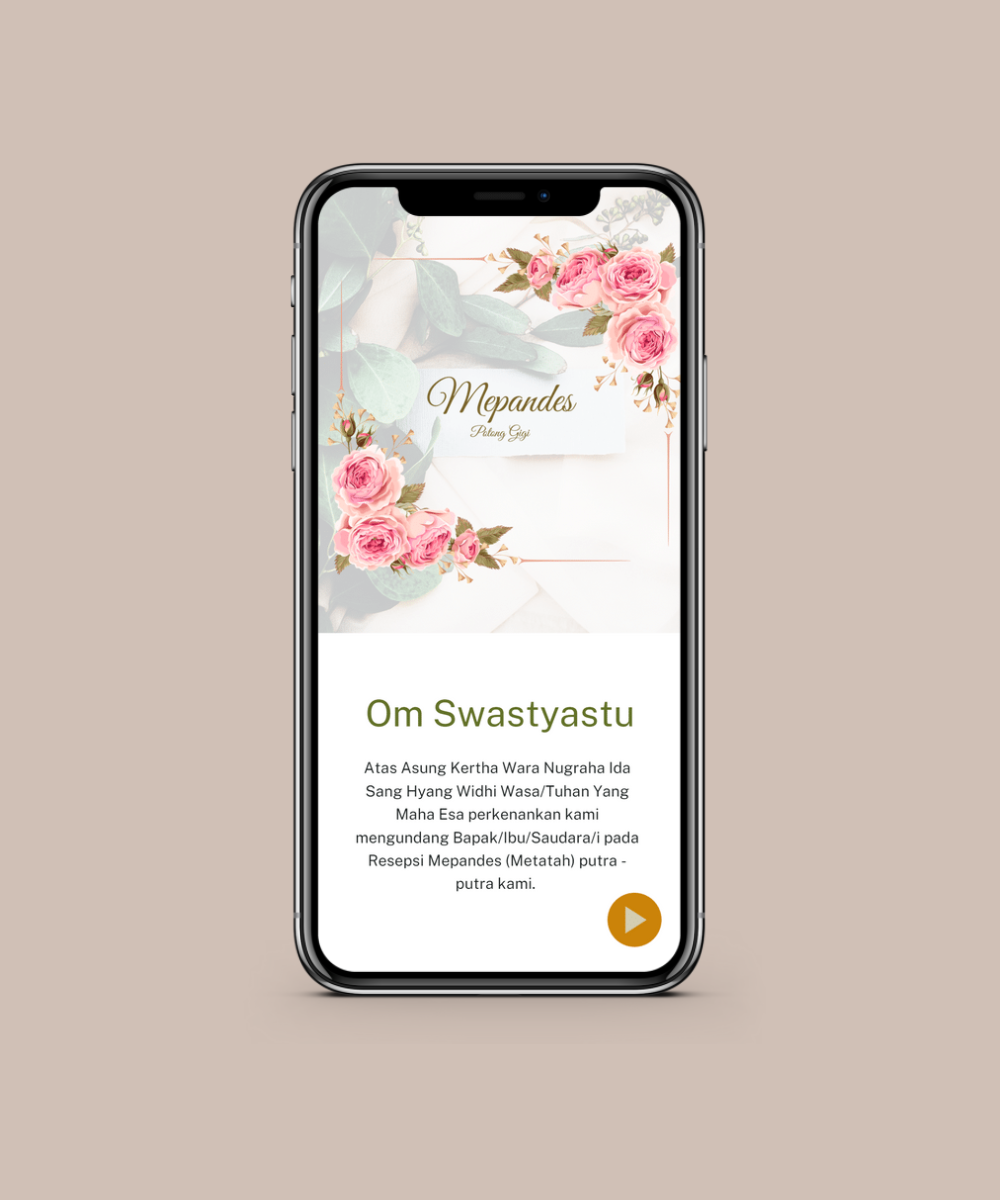 Mepandes
Potong Gigi
Om Swastyastu
Atas Asung Kertha Wara Nugraha Ida
Sang Hyang Widhi Wasa/Tuhan Yang
Maha Esa perkenankan kami
mengundang Bapak/Ibu/Saudara/i pada
Resepsi Mepandes (Metatah) putra -
putra kami.